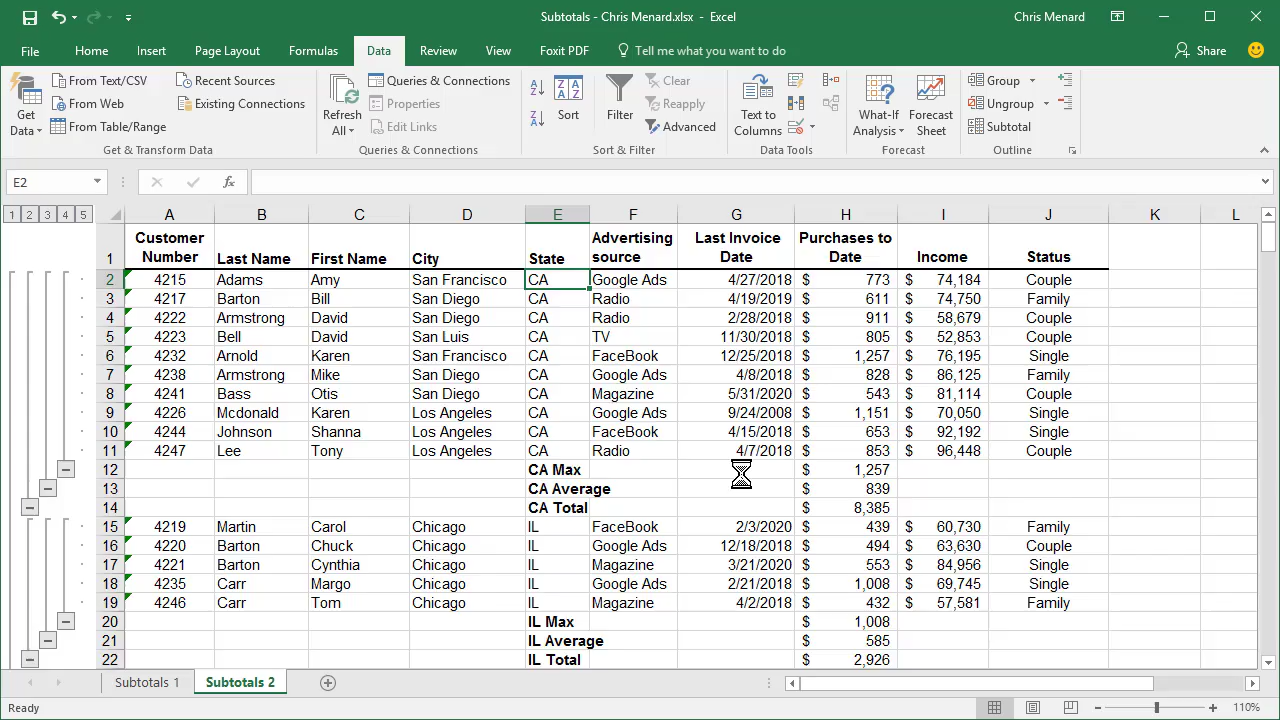 Subtotals - Chris Menard.xlsx - Excel
Chris Menard
File Home Insert Page Layout Formulas Data Review View Foxit PDF Tell me what you want to do Share
Get Data
From Text/CSV
From Web
From Table/Range
Recent Sources
Existing Connections
Get & Transform Data
Refresh All
Queries & Connections
Properties
Edit Links
Queries & Connections
Sort
Filter
Clear
Reapply
Advanced
Sort & Filter
Text to Columns
Data Tools
What-If Analysis
Forecast Sheet
Forecast
Group
Ungroup
Subtotal
Outline
E2 fx
1 2 3 4 5 A B C D E F G H I J K L
1 Customer Number Last Name First Name City State Advertising source Last Invoice Date Purchases to Date Income Status
2 4215 Adams Amy San Francisco CA Google Ads 4/27/2018 $ 773 $ 74,184 Couple
3 4217 Barton Bill San Diego CA Radio 4/19/2019 $ 611 $ 74,750 Family
4 4222 Armstrong David San Diego CA Radio 2/28/2018 $ 911 $ 58,679 Family
5 4223 Bell David San Luis CA TV 11/30/2018 $ 805 $ 52,853 Couple
6 4232 Arnold Karen San Francisco CA FaceBook 12/25/2018 $ 1,257 $ 76,195 Single
7 4238 Armstrong Mike San Diego CA Google Ads 4/8/2018 $ 828 $ 86,125 Family
8 4241 Bass Otis San Diego CA Magazine 5/31/2020 $ 543 $ 81,114 Couple
9 4226 Mcdonald Karen Los Angeles CA Google Ads 9/24/2008 $ 1,151 $ 70,050 Single
10 4244 Johnson Shanna Los Angeles CA FaceBook 4/15/2018 $ 653 $ 92,192 Single
11 4247 Lee Tony Los Angeles CA Radio 4/7/2018 $ 853 $ 96,448 Couple
12 CA Max $ 1,257
13 CA Average $ 839
14 CA Total $ 8,385
15 4219 Martin Carol Chicago IL FaceBook 2/3/2020 $ 439 $ 60,730 Family
16 4220 Barton Chuck Chicago IL Google Ads 12/18/2018 $ 494 $ 63,630 Couple
17 4221 Barton Cynthia Chicago IL Magazine 3/21/2020 $ 553 $ 84,956 Single
18 4235 Carr Margo Chicago IL Google Ads 2/21/2018 $ 1,008 $ 69,745 Single
19 4246 Carr Tom Chicago IL Magazine 4/2/2018 $ 432 $ 57,581 Family
20 IL Max $ 1,008
21 IL Average $ 585
22 IL Total $ 2,926
Subtotals 1 Subtotals 2
Ready 110%